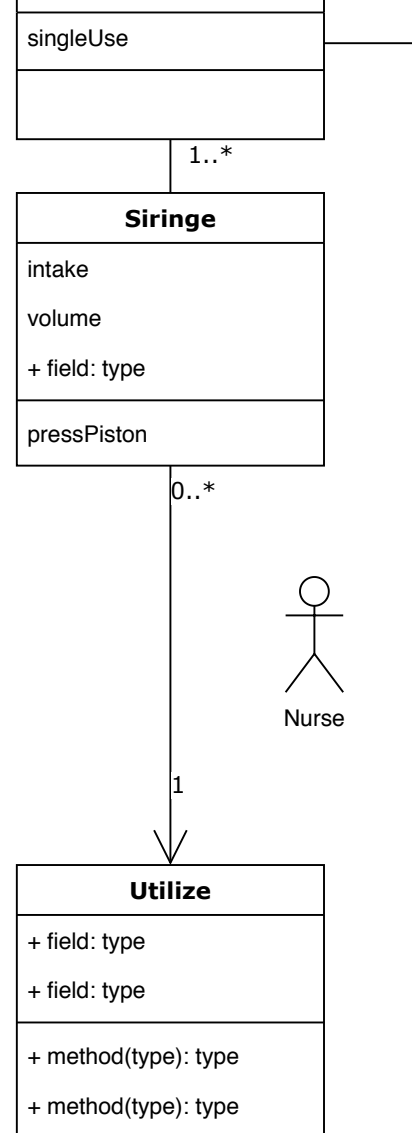 singleUse
1..*
Siringe
intake
volume
+ field: type
pressPiston
0..*
Nurse
1
Utilize
+ field: type
+ field: type
+ method(type): type
+ method(type): type